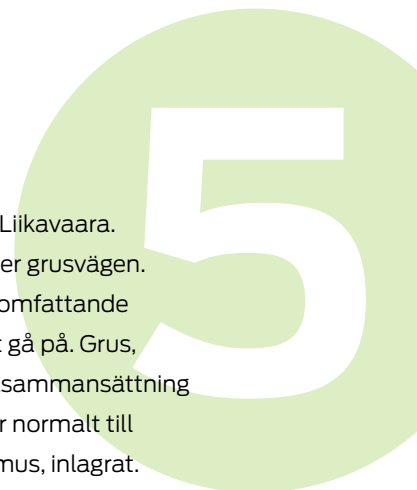 5
Liikavaara.
er grusvägen.
omfattande
gå på. Grus,
sammansättning
r normalt till
mus, inlagrat.